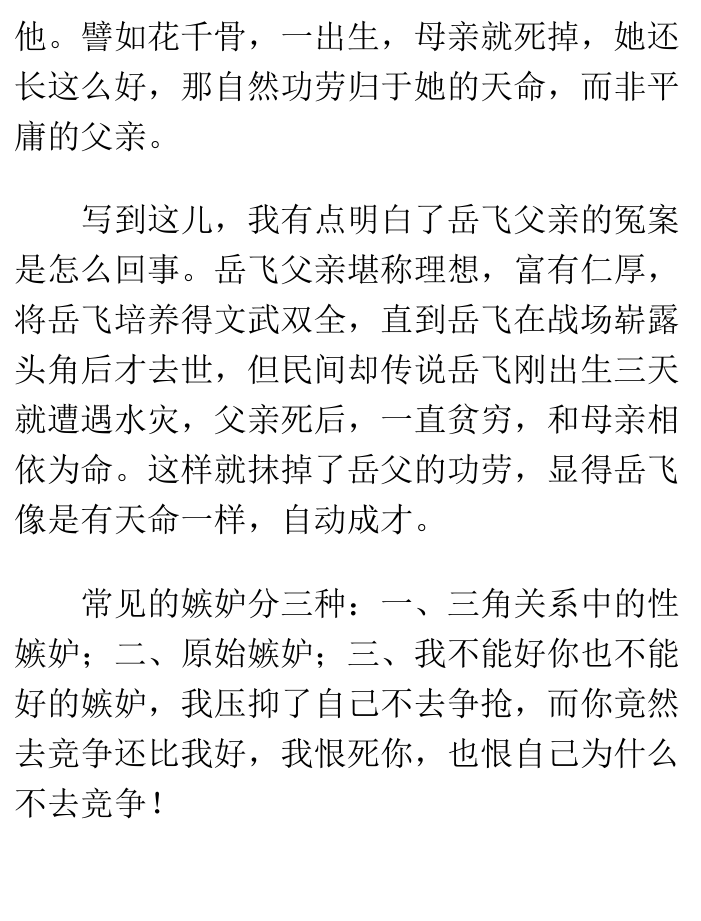 他。譬如花千骨，一出生，母亲就死掉，她还
长这么好，那自然功劳归于她的天命，而非平
庸的父亲。
写到这儿，我有点明白了岳飞父亲的冤案
是怎么回事。岳飞父亲堪称理想，富有仁厚，
将岳飞培养得文武双全，直到岳飞在战场崭露
头角后才去世，但民间却传说岳飞刚出生三天
就遭遇水灾，父亲死后，一直贫穷，和母亲相
依为命。这样就抹掉了岳父的功劳，显得岳飞
像是有天命一样，自动成才。
常见的嫉妒分三种：一、三角关系中的性
嫉妒；二、原始嫉妒；三、我不能好你也不能
好的嫉妒，我压抑了自己不去争抢，而你竟然
去竞争还比我好，我恨死你，也恨自己为什么
不去竞争！